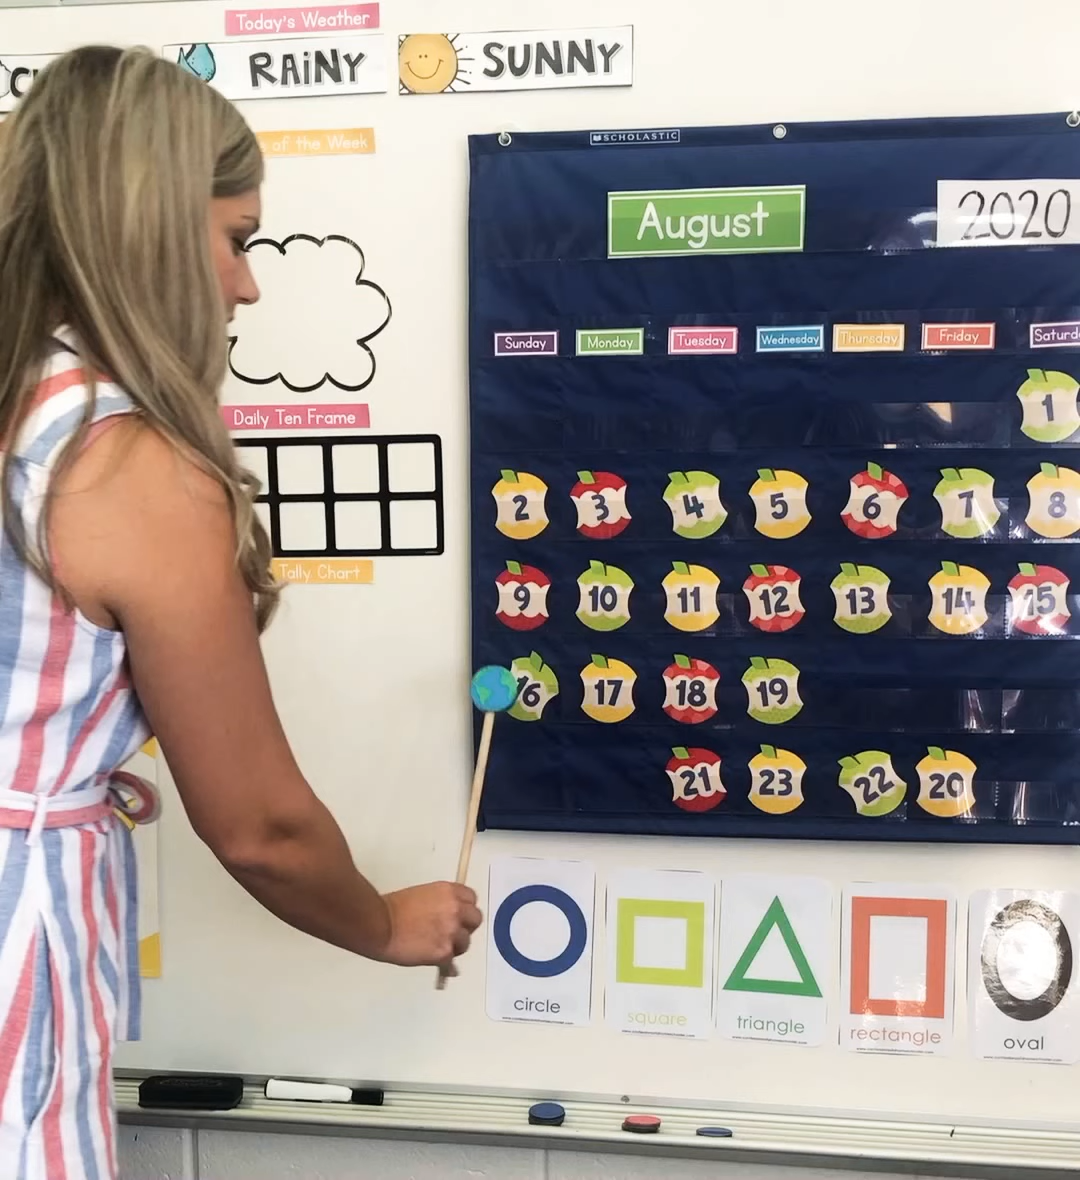 Today's Weather
RAiNY
SUNNY
of the Week
SCHOLASTIC
August
2020
Sunday Monday Tuesday Wednesday Thursday Friday Saturd
1
Daily Ten Frame
2 3 4 5 6 7 8
Tally Chart
9 10 11 12 13 14 15
16 17 18 19
21 23 22 20
circle
square
triangle
rectangle
oval